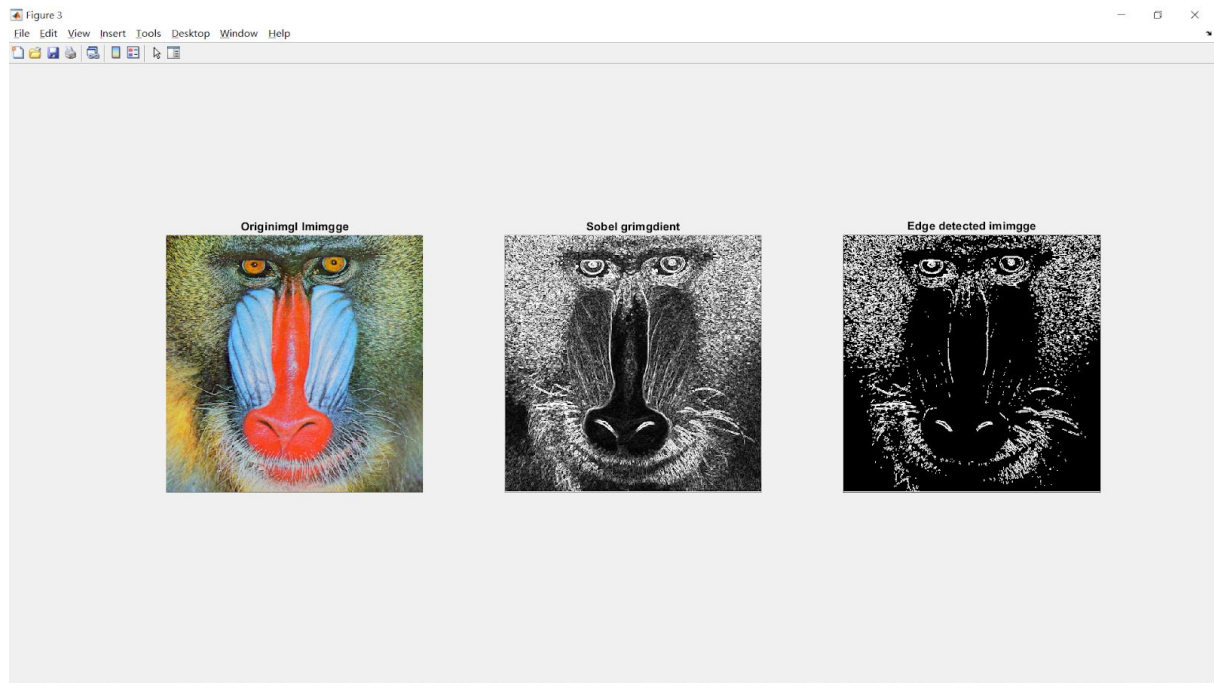 Figure 3
File Edit View Insert Tools Desktop Window Help
Originimgl Imimgge
Sobel grimgdient
Edge detected imimgge